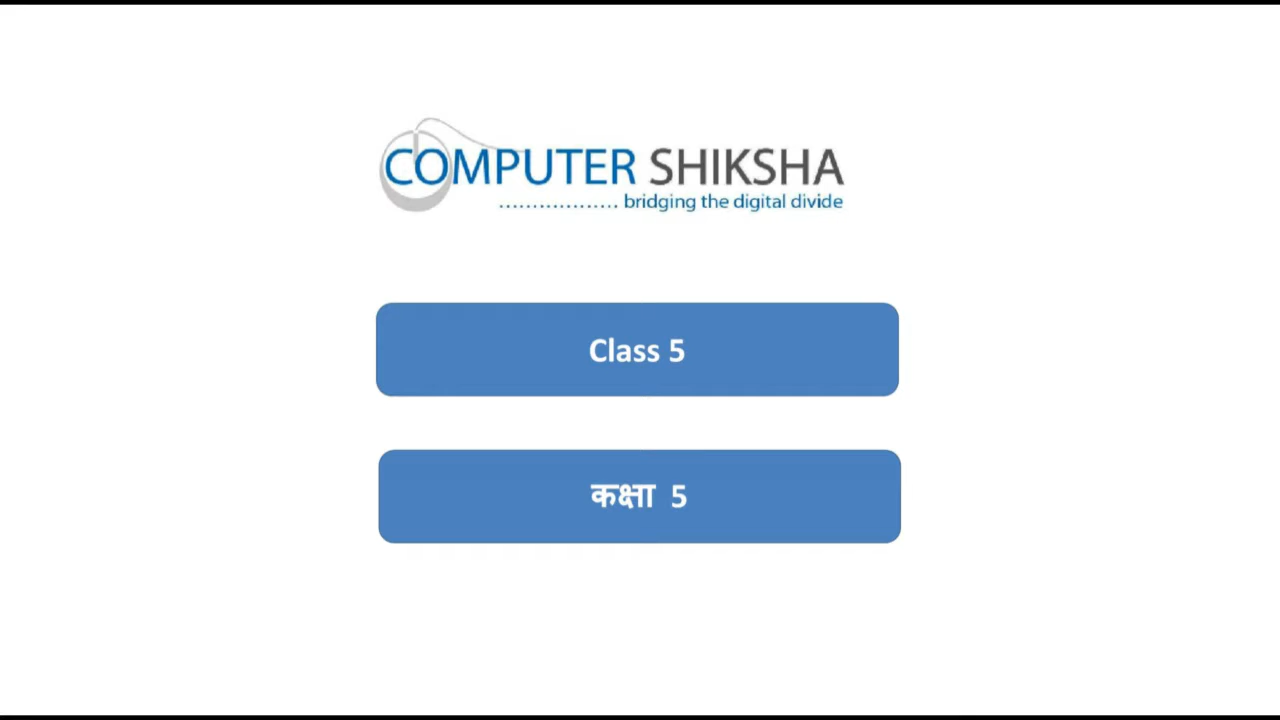 COMPUTER SHIKSHA
.................. bridging the digital divide
Class 5
कक्षा 5